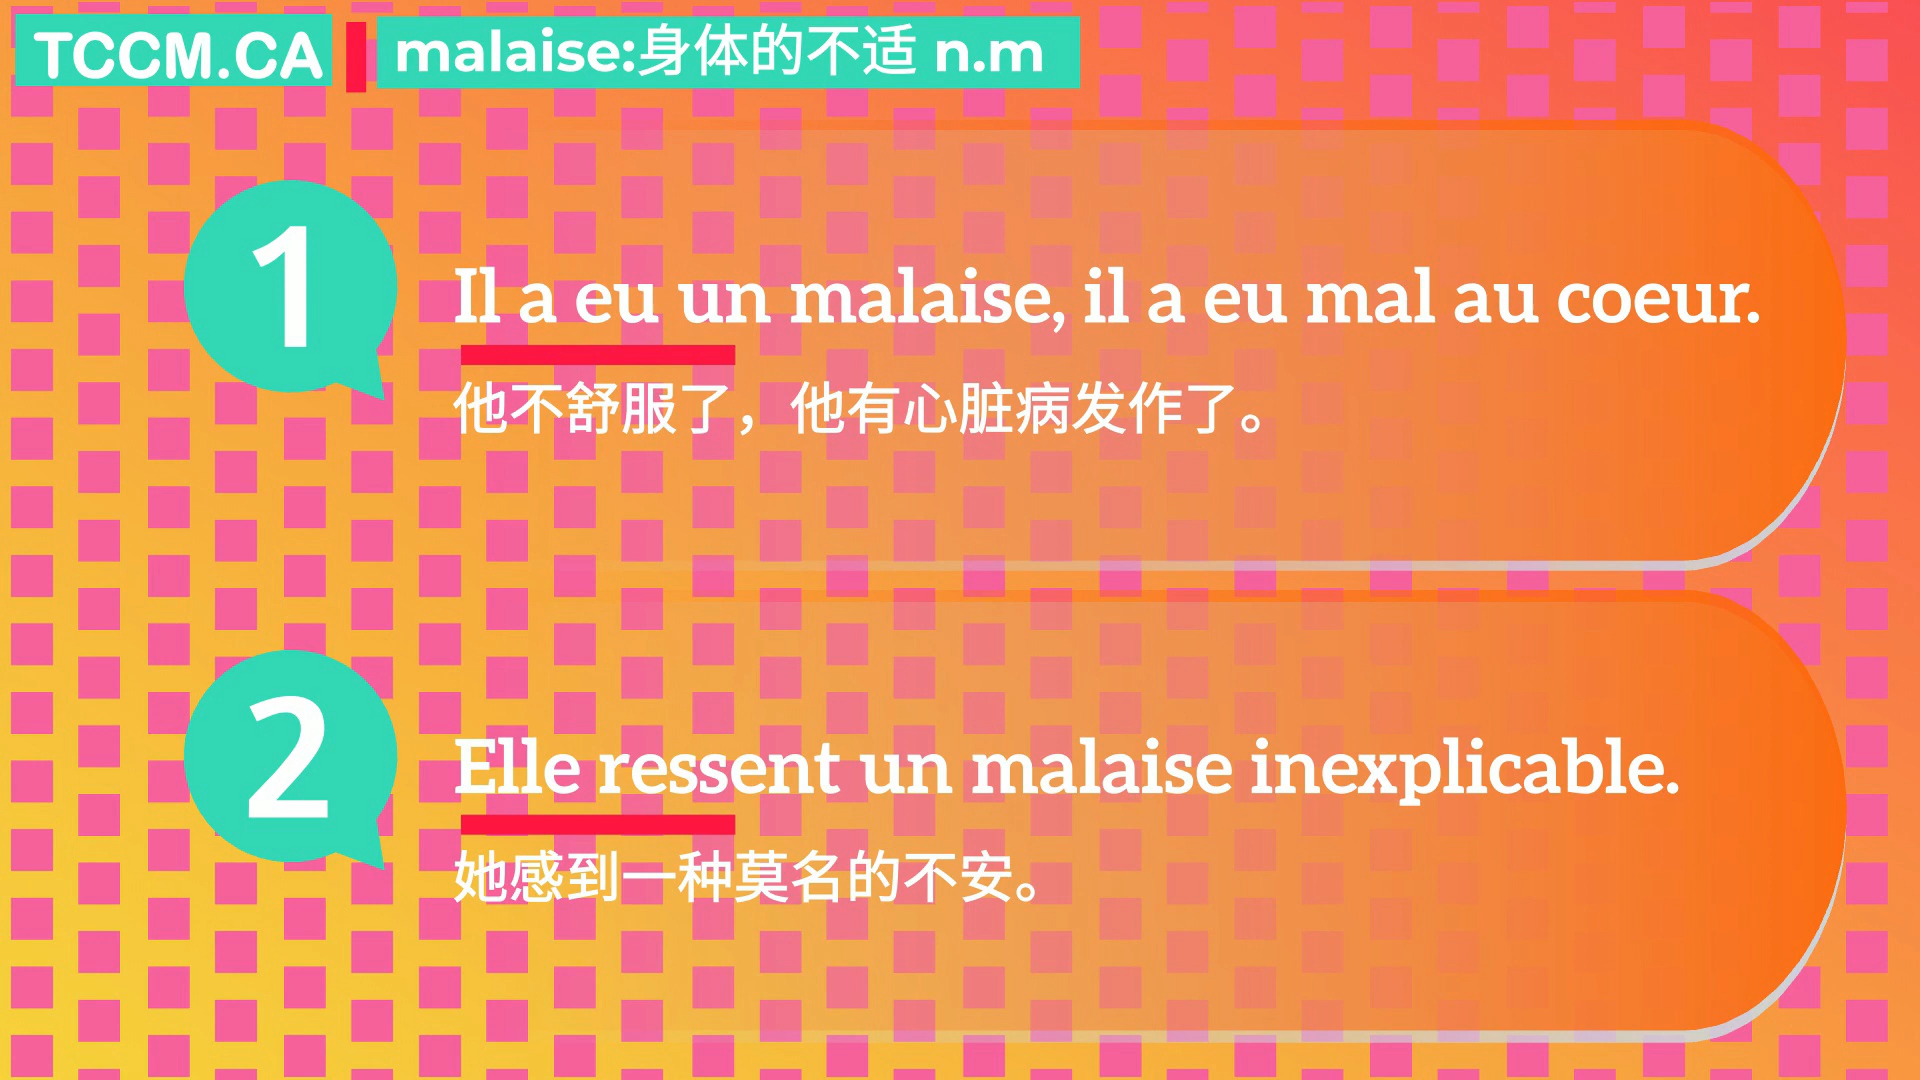 TCCM.CA
malaise:身体的不适 n.m
1
Il a eu un malaise, il a eu mal au coeur.
他不舒服了，他有心脏病发作了。
2
Elle ressent un malaise inexplicable.
她感到一种莫名的不安。